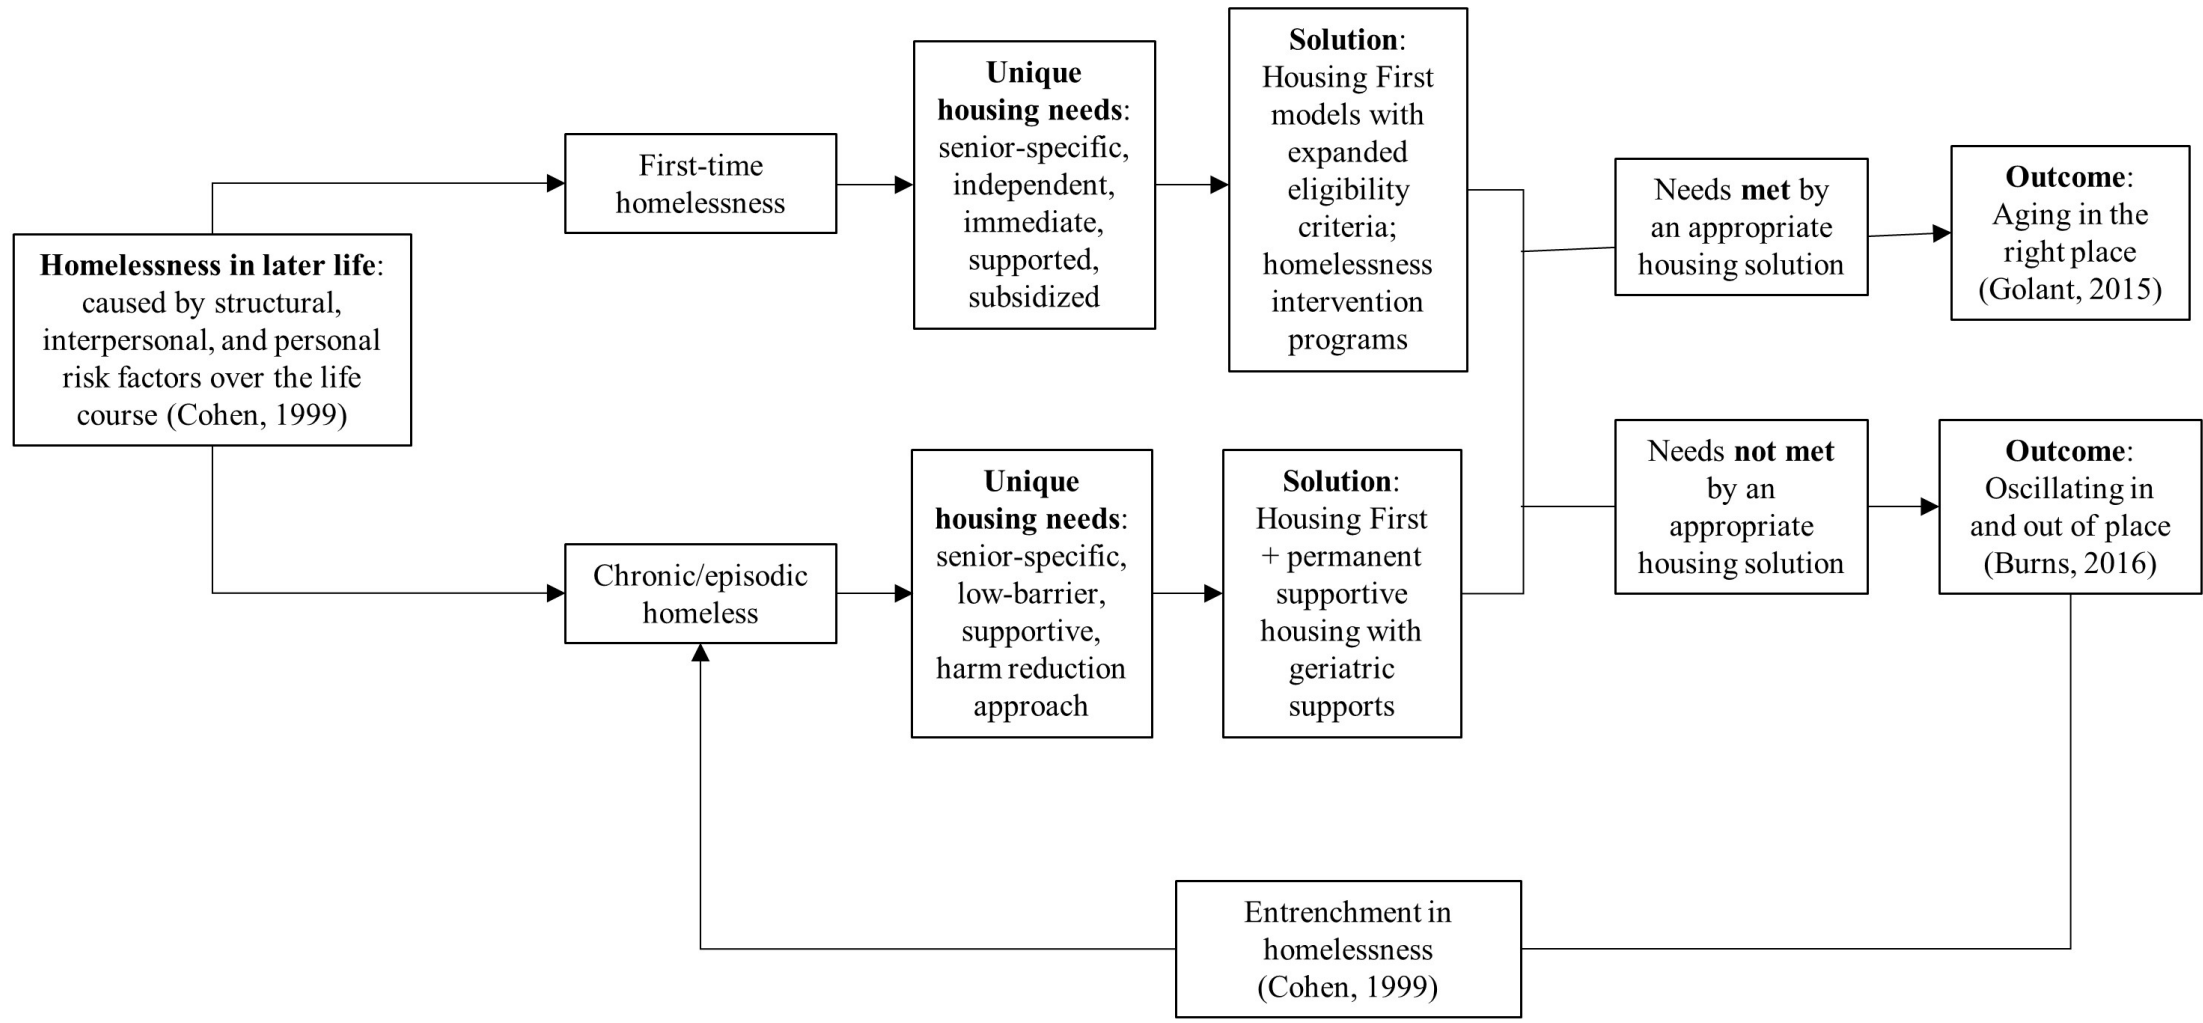 Homelessness in later life:
caused by structural,
interpersonal, and personal
risk factors over the life
course (Cohen, 1999)
First-time
homelessness
Unique
housing needs:
senior-specific,
independent,
immediate,
supported,
subsidized
Solution:
Housing First
models with
expanded
eligibility
criteria;
homelessness
intervention
programs
Needs met by
an appropriate
housing solution
Outcome:
Aging in the
right place
(Golant, 2015)
Chronic/episodic
homeless
Unique
housing needs:
senior-specific,
low-barrier,
supportive,
harm reduction
approach
Solution:
Housing First
+ permanent
supportive
housing with
geriatric
supports
Needs not met
by an
appropriate
housing solution
Outcome:
Oscillating in
and out of place
(Burns, 2016)
Entrenchment in
homelessness
(Cohen, 1999)